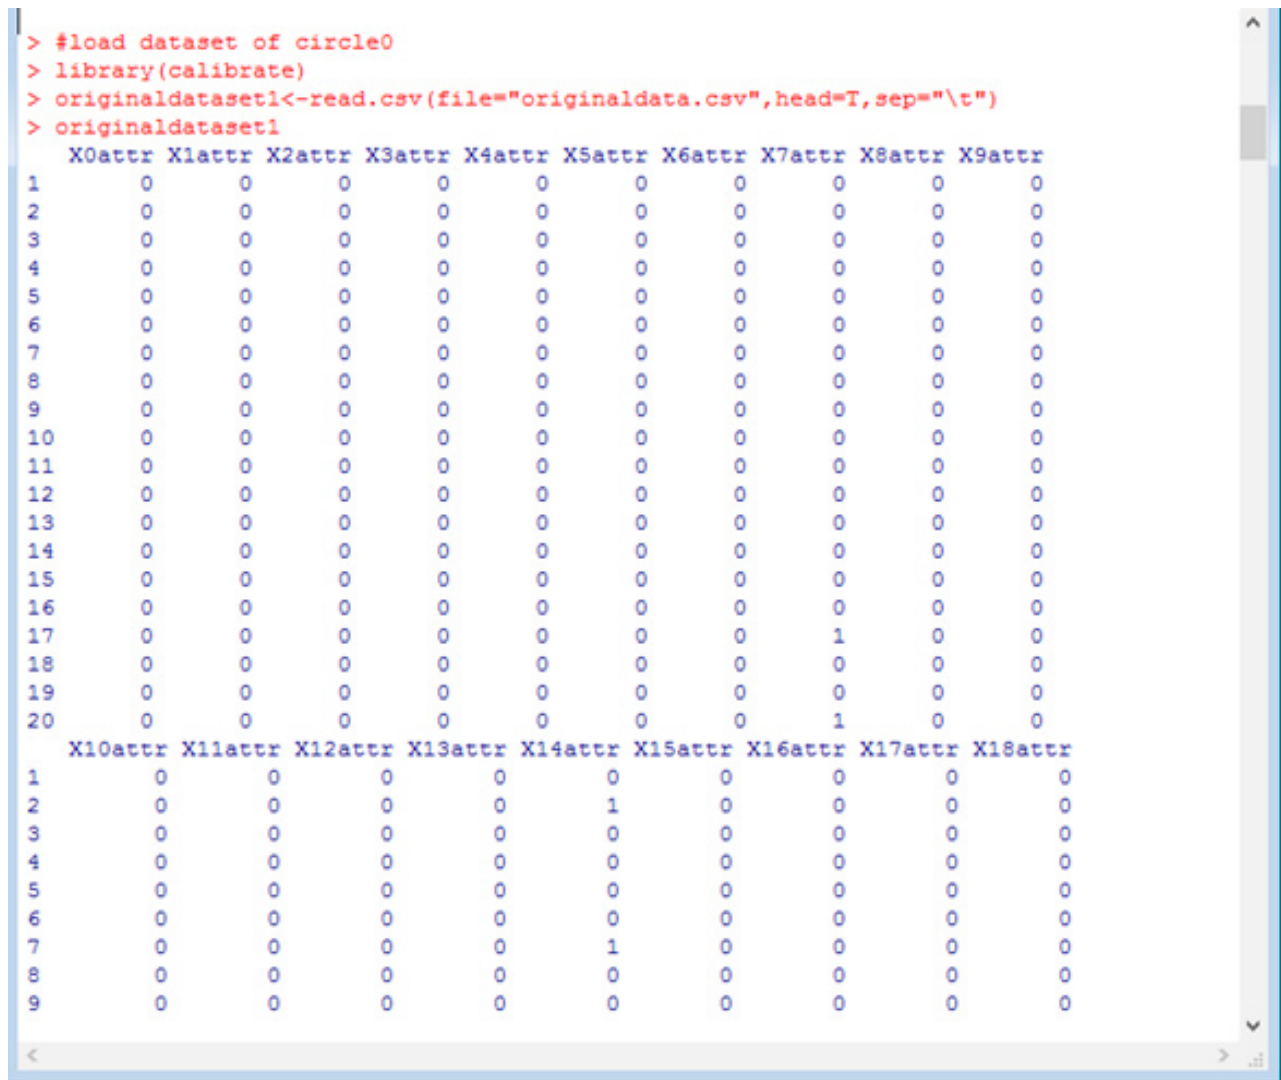 > #load dataset of circle0
> library(calibrate)
> originaldataset1<-read.csv(file="originaldata.csv",head=T,sep="\t")
> originaldataset1
X0attr X1attr X2attr X3attr X4attr X5attr X6attr X7attr X8attr X9attr
1 0 0 0 0 0 0 0 0 0 0
2 0 0 0 0 0 0 0 0 0 0
3 0 0 0 0 0 0 0 0 0 0
4 0 0 0 0 0 0 0 0 0 0
5 0 0 0 0 0 0 0 0 0 0
6 0 0 0 0 0 0 0 0 0 0
7 0 0 0 0 0 0 0 0 0 0
8 0 0 0 0 0 0 0 0 0 0
9 0 0 0 0 0 0 0 0 0 0
10 0 0 0 0 0 0 0 0 0 0
11 0 0 0 0 0 0 0 0 0 0
12 0 0 0 0 0 0 0 0 0 0
13 0 0 0 0 0 0 0 0 0 0
14 0 0 0 0 0 0 0 0 0 0
15 0 0 0 0 0 0 0 0 0 0
16 0 0 0 0 0 0 0 0 0 0
17 0 0 0 0 0 0 0 1 0 0
18 0 0 0 0 0 0 0 0 0 0
19 0 0 0 0 0 0 0 0 0 0
20 0 0 0 0 0 0 0 1 0 0
X10attr X11attr X12attr X13attr X14attr X15attr X16attr X17attr X18attr
1 0 0 0 0 0 0 0 0 0
2 0 0 0 0 1 0 0 0 0
3 0 0 0 0 0 0 0 0 0
4 0 0 0 0 0 0 0 0 0
5 0 0 0 0 0 0 0 0 0
6 0 0 0 0 0 0 0 0 0
7 0 0 0 0 1 0 0 0 0
8 0 0 0 0 0 0 0 0 0
9 0 0 0 0 0 0 0 0 0